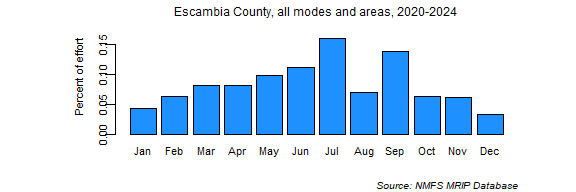 Escambia County, all modes and areas, 2020-2024
Percent of effort
0.15
0.10
0.05
0.00
Jan Feb Mar Apr May Jun Jul Aug Sep Oct Nov Dec
Source: NMFS MRIP Database